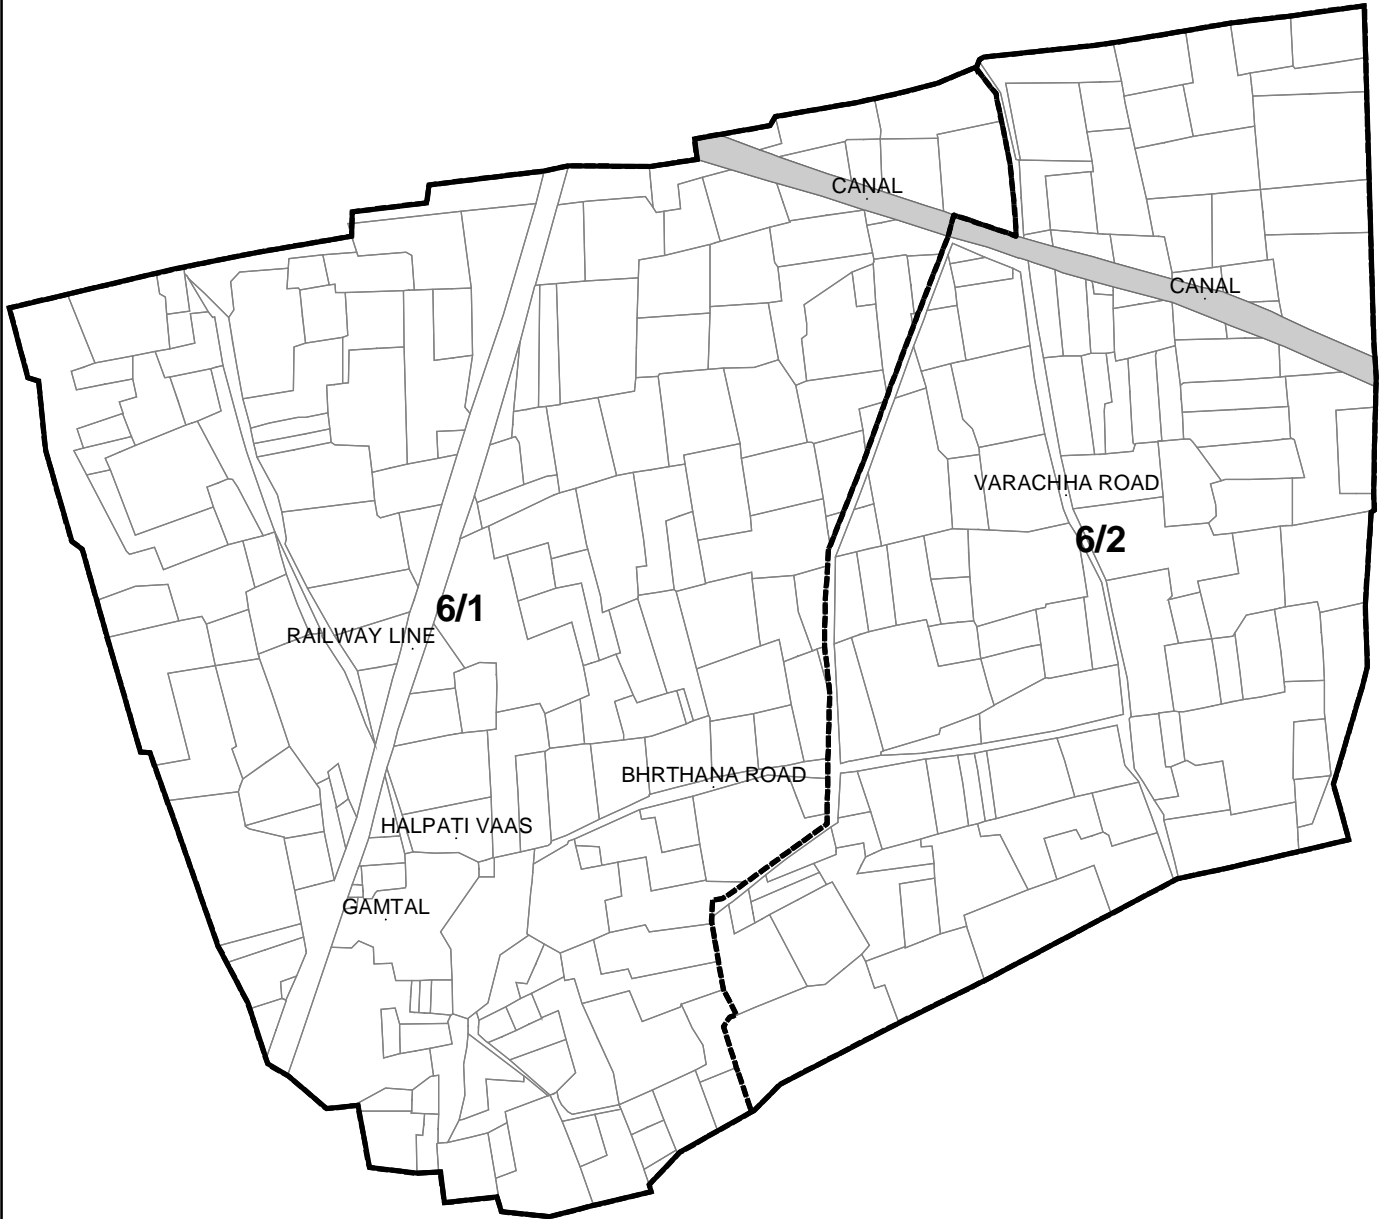 CANAL
CANAL
VARACHHA ROAD
6/2
6/1
RAILWAY LINE
BHRTHANA ROAD
HALPATI VAAS
GAMTAL